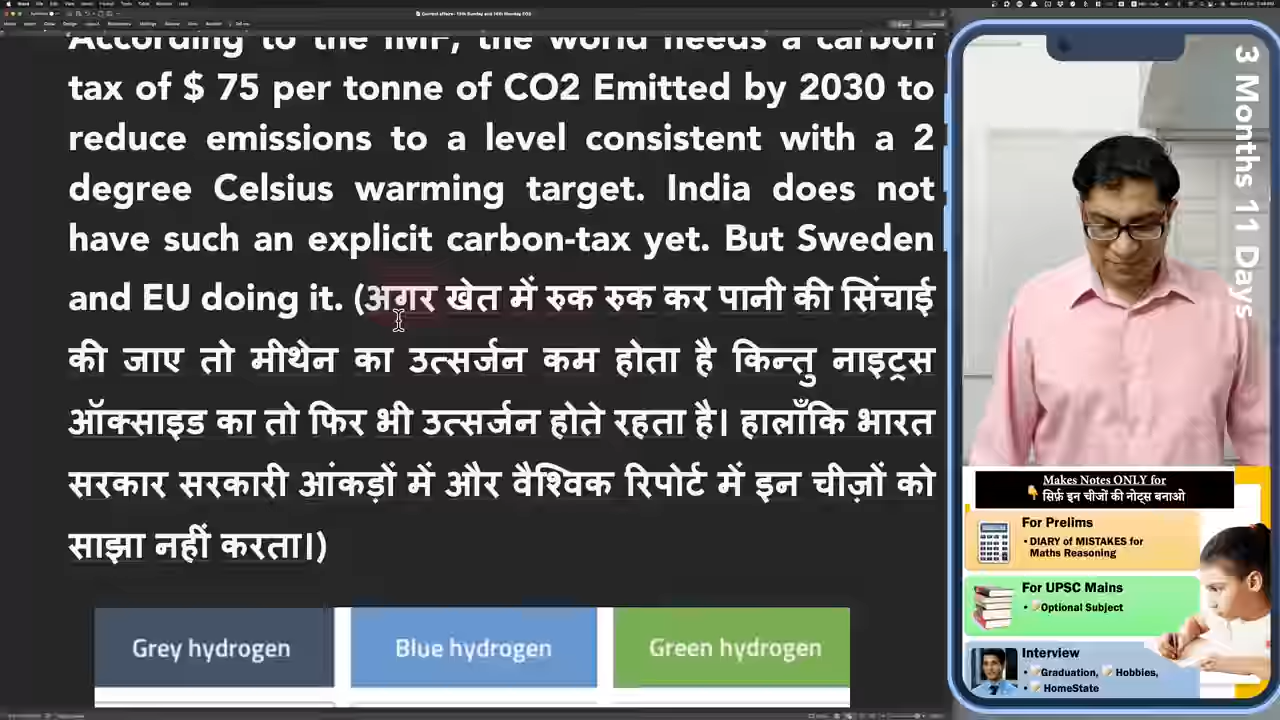 According to the IMF, the world needs a carbon
tax of $ 75 per tonne of CO2 Emitted by 2030 to
reduce emissions to a level consistent with a 2
degree Celsius warming target. India does not
have such an explicit carbon-tax yet. But Sweden
and EU doing it. (अगर खेत में रुक रुक कर पानी की सिंचाई
की जाए तो मीथेन का उत्सर्जन कम होता है किन्तु नाइट्रस
ऑक्साइड का तो फिर भी उत्सर्जन होते रहता है। हालाँकि भारत
सरकार सरकारी आंकड़ों में और वैश्विक रिपोर्ट में इन चीज़ों को
साझा नहीं करता।)
Grey hydrogen
Blue hydrogen
Green hydrogen
3 Months 11 Days
Makes Notes ONLY for
👇 सिर्फ़ इन चीजों की नोट्स बनाओ
For Prelims
• DIARY of MISTAKES for
Maths Reasoning
For UPSC Mains
• 📝Optional Subject
Interview
• 📝Graduation, 📝 Hobbies,
• 📝 HomeState